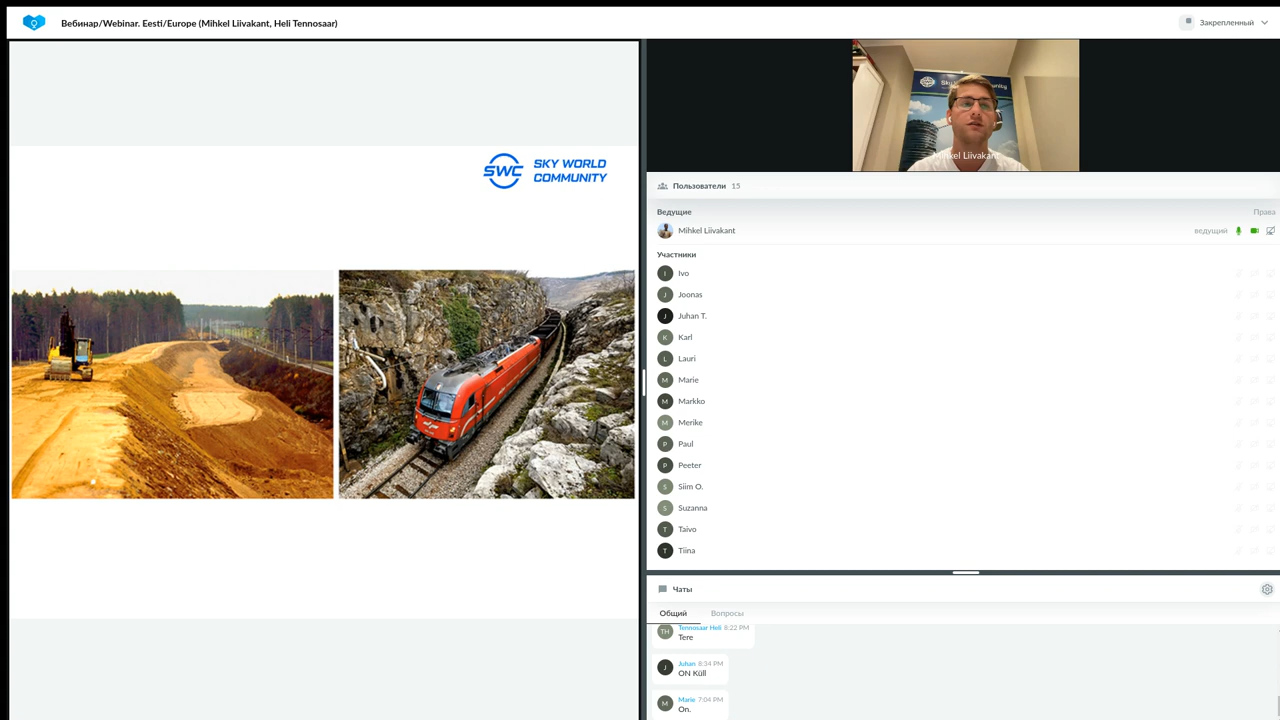 Вебинар/Webinar. Eesti/Europe (Mihkel Liivakant, Heli Tennosaar)
Закрепленный
SWC SKY WORLD
COMMUNITY
Mihkel Liivakant
Пользователи 15
Ведущие Права
Mihkel Liivakant ведущий
Участники
I Ivo
J Joonas
J Juhan T.
K Karl
L Lauri
M Marie
M Markko
M Merike
P Paul
P Peeter
S Siim O.
S Suzanna
T Taivo
T Tiina
Чаты
Общий Вопросы
TH Tennosaar Heli 8:22 PM
Tere
J Juhan 8:34 PM
ON Küll
M Marie 7:04 PM
On.